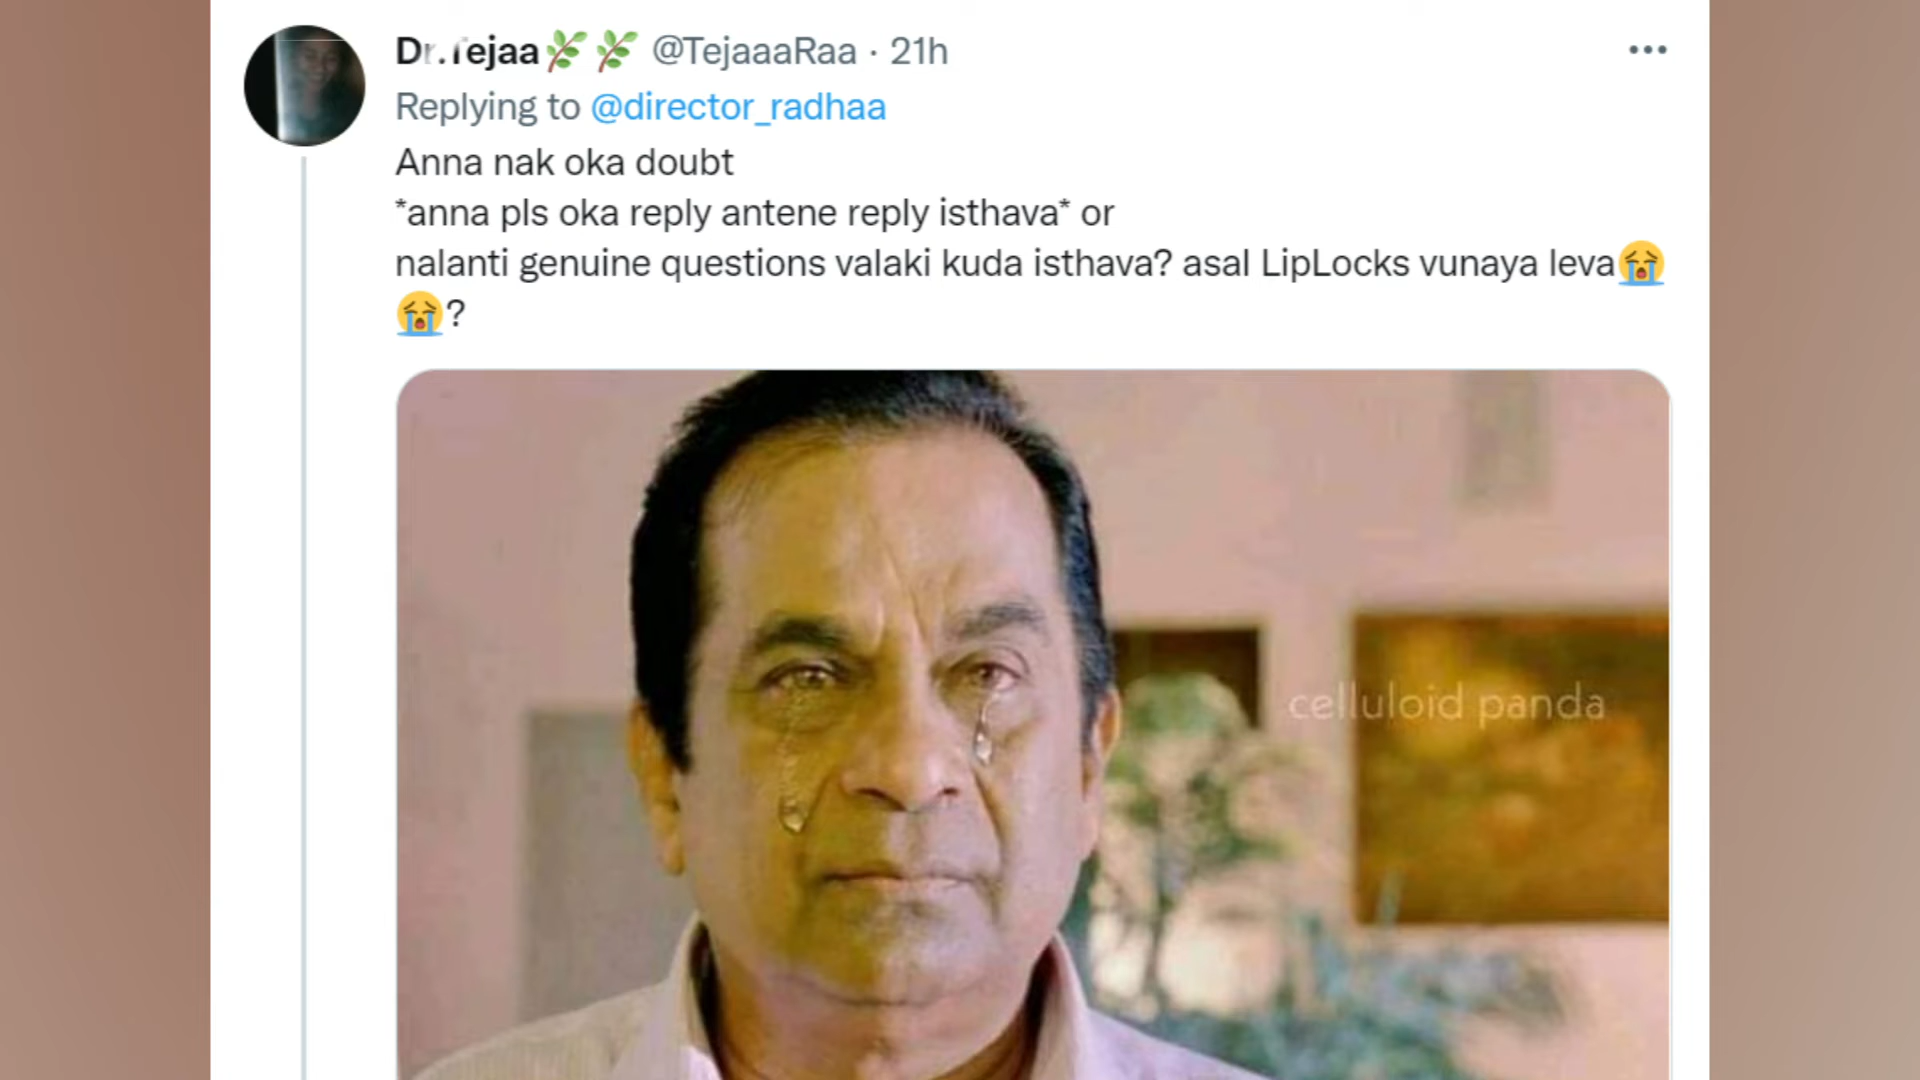 Dr.Tejaa🌿🌿 @TejaaaRaa · 21h
Replying to @director_radhaa
Anna nak oka doubt
*anna pls oka reply antene reply isthava* or
nalanti genuine questions valaki kuda isthava? asal LipLocks vunaya leva😭
😭?
celluloid panda